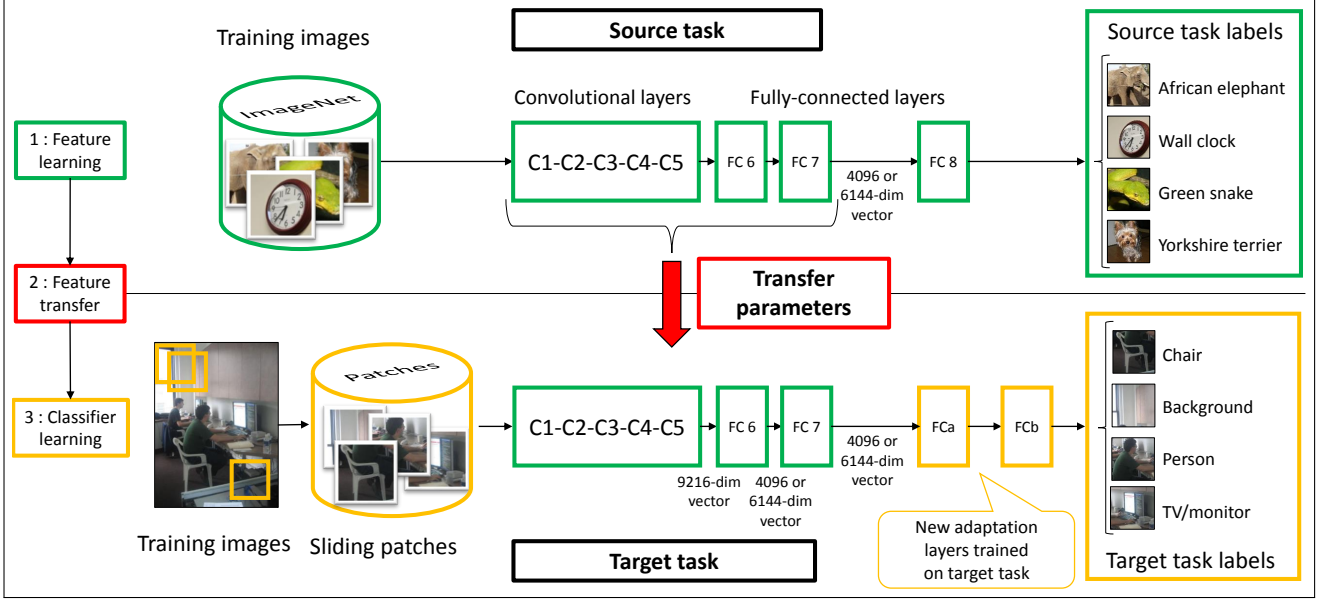 Training images
Source task
Source task labels
ImageNet
Convolutional layers
Fully-connected layers
African elephant
1 : Feature
learning
C1-C2-C3-C4-C5
FC 6
FC 7
4096 or
6144-dim
vector
FC 8
Wall clock
Green snake
Yorkshire terrier
2 : Feature
transfer
Transfer
parameters
3 : Classifier
learning
Patches
C1-C2-C3-C4-C5
FC 6
FC 7
4096 or
6144-dim
vector
FCa
FCb
Chair
Background
Person
TV/monitor
9216-dim
vector
4096 or
6144-dim
vector
New adaptation
layers trained
on target task
Training images
Sliding patches
Target task
Target task labels